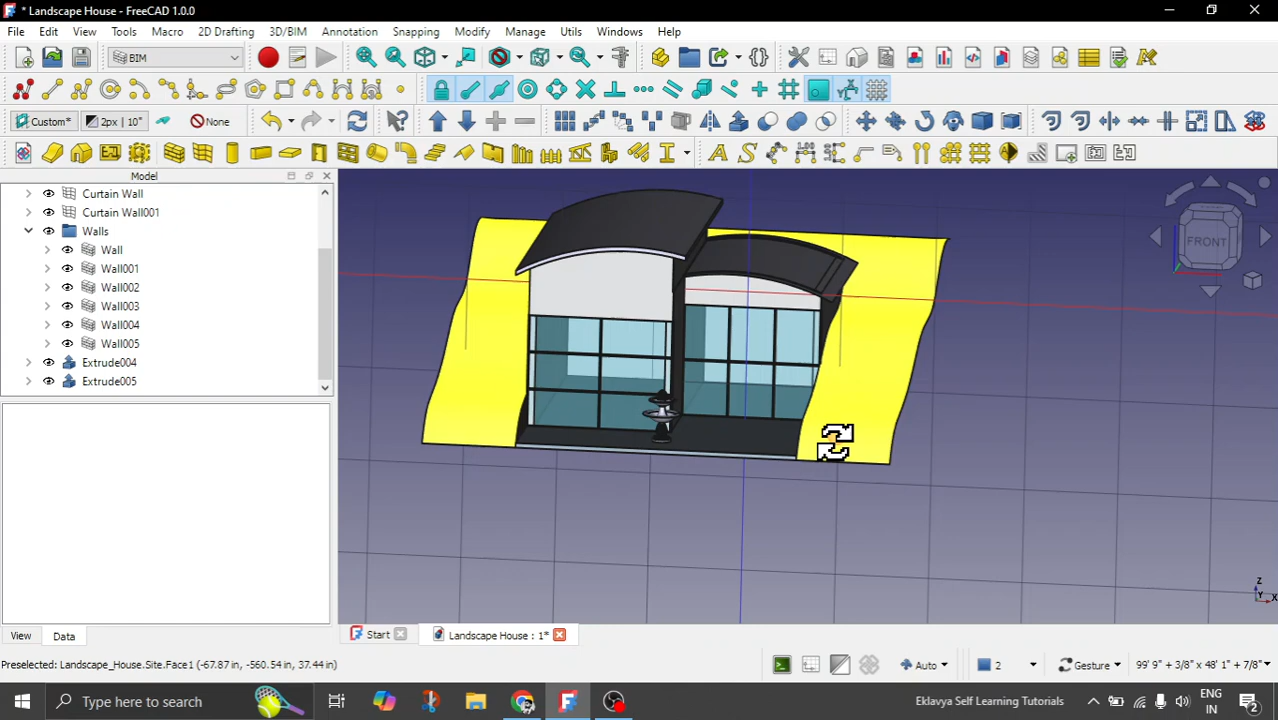 * Landscape House - FreeCAD 1.0.0
File Edit View Tools Macro 2D Drafting 3D/BIM Annotation Snapping Modify Manage Utils Windows Help
BIM
Custom* 2px | 10" None
Model
Curtain Wall
Curtain Wall001
Walls
Wall
Wall001
Wall002
Wall003
Wall004
Wall005
Extrude004
Extrude005
FRONT
Z
Y
X
View Data
Start Landscape House : 1*
Preselected: Landscape_House.Site.Face1 (-67.87 in, -560.54 in, 37.44 in)
Auto 2 Gesture 99' 9" + 3/8" x 48' 1" + 7/8"
Type here to search
Eklavya Self Learning Tutorials
ENG
IN
2